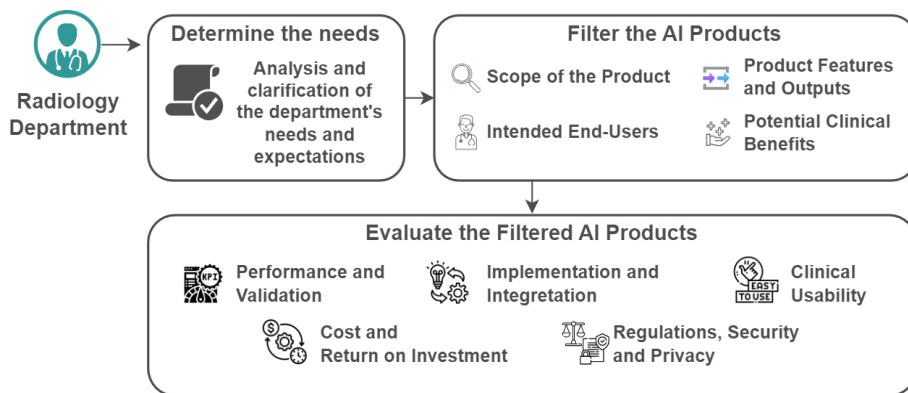 Radiology
Department
Determine the needs
Analysis and
clarification of
the department's
needs and
expectations
Filter the AI Products
Scope of the Product
Product Features
and Outputs
Intended End-Users
Potential Clinical
Benefits
Evaluate the Filtered AI Products
KPI
Performance and
Validation
Implementation and
Integretation
EASY
TO USE
Clinical
Usability
$
Cost and
Return on Investment
Regulations, Security
and Privacy